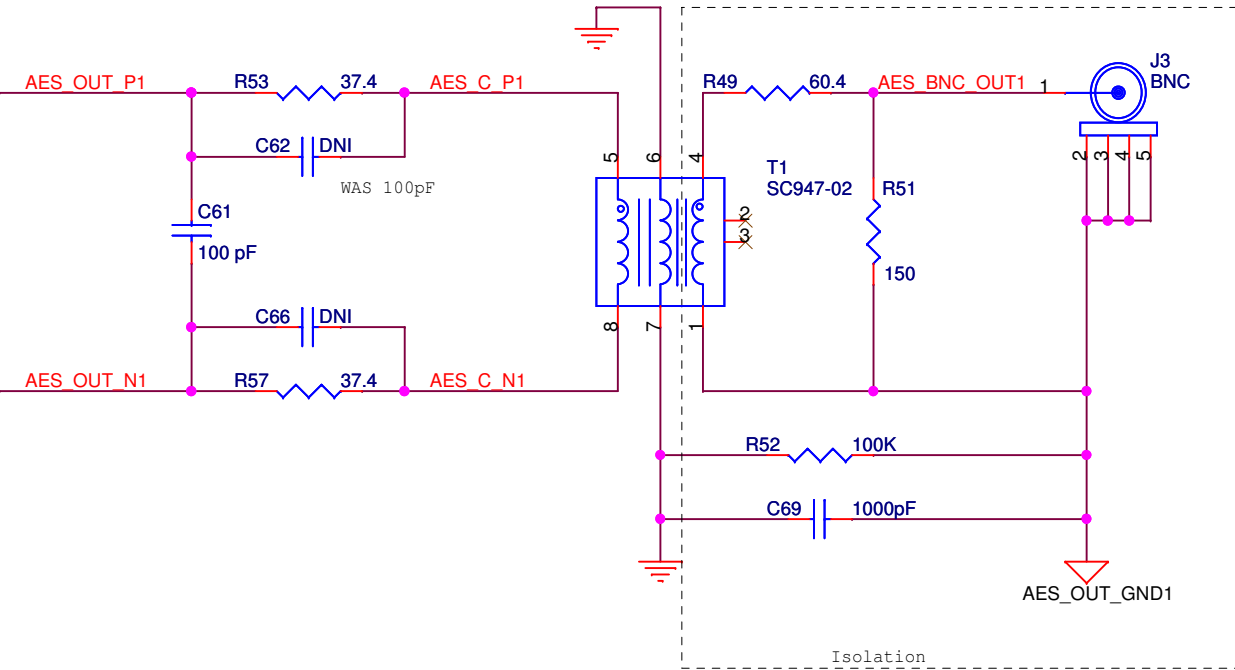 J3
BNC
AES_OUT_P1
R53
37.4
AES_C_P1
R49
60.4
AES_BNC_OUT1
1
C62
DNI
WAS 100pF
5
6
4
T1
SC947-02
2
3
4
5
R51
150
C61
100 pF
2
3
C66
DNI
8
7
1
AES_OUT_N1
R57
37.4
AES_C_N1
R52
100K
C69
1000pF
AES_OUT_GND1
Isolation